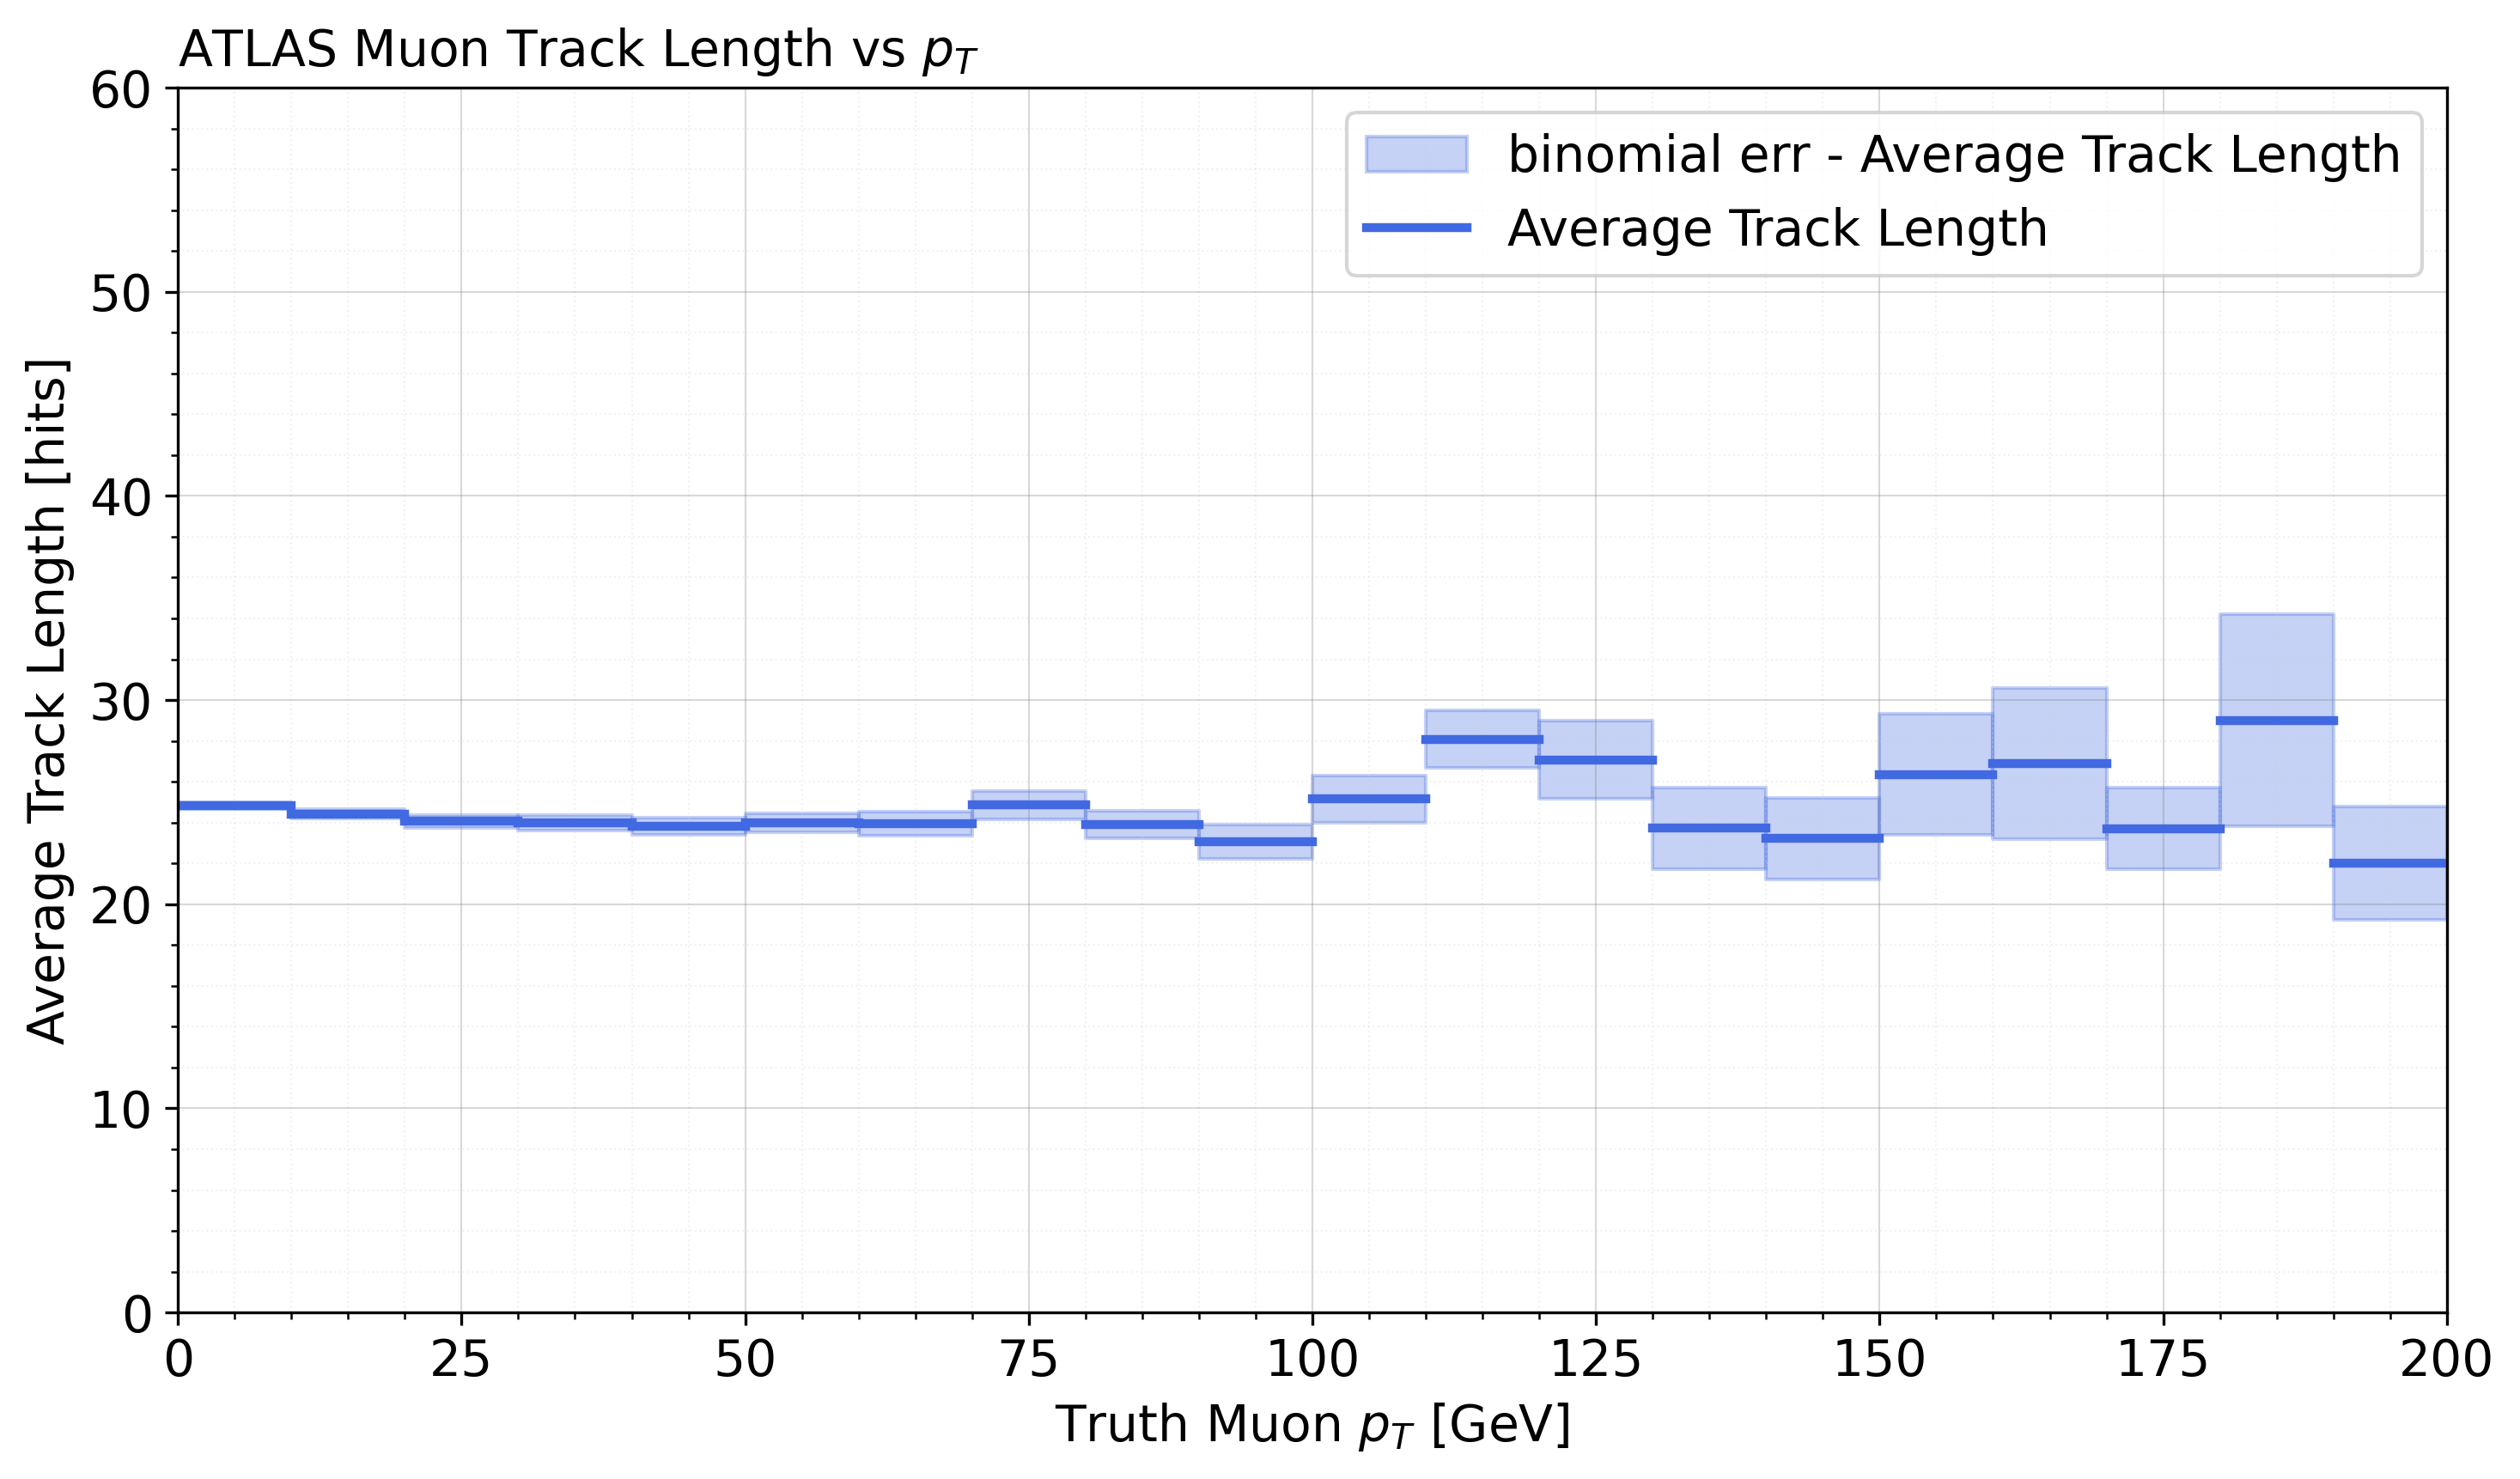 ATLAS Muon Track Length vs p_T
binomial err - Average Track Length
Average Track Length
Average Track Length [hits]
60
50
40
30
20
10
0
0 25 50 75 100 125 150 175 200
Truth Muon p_T [GeV]